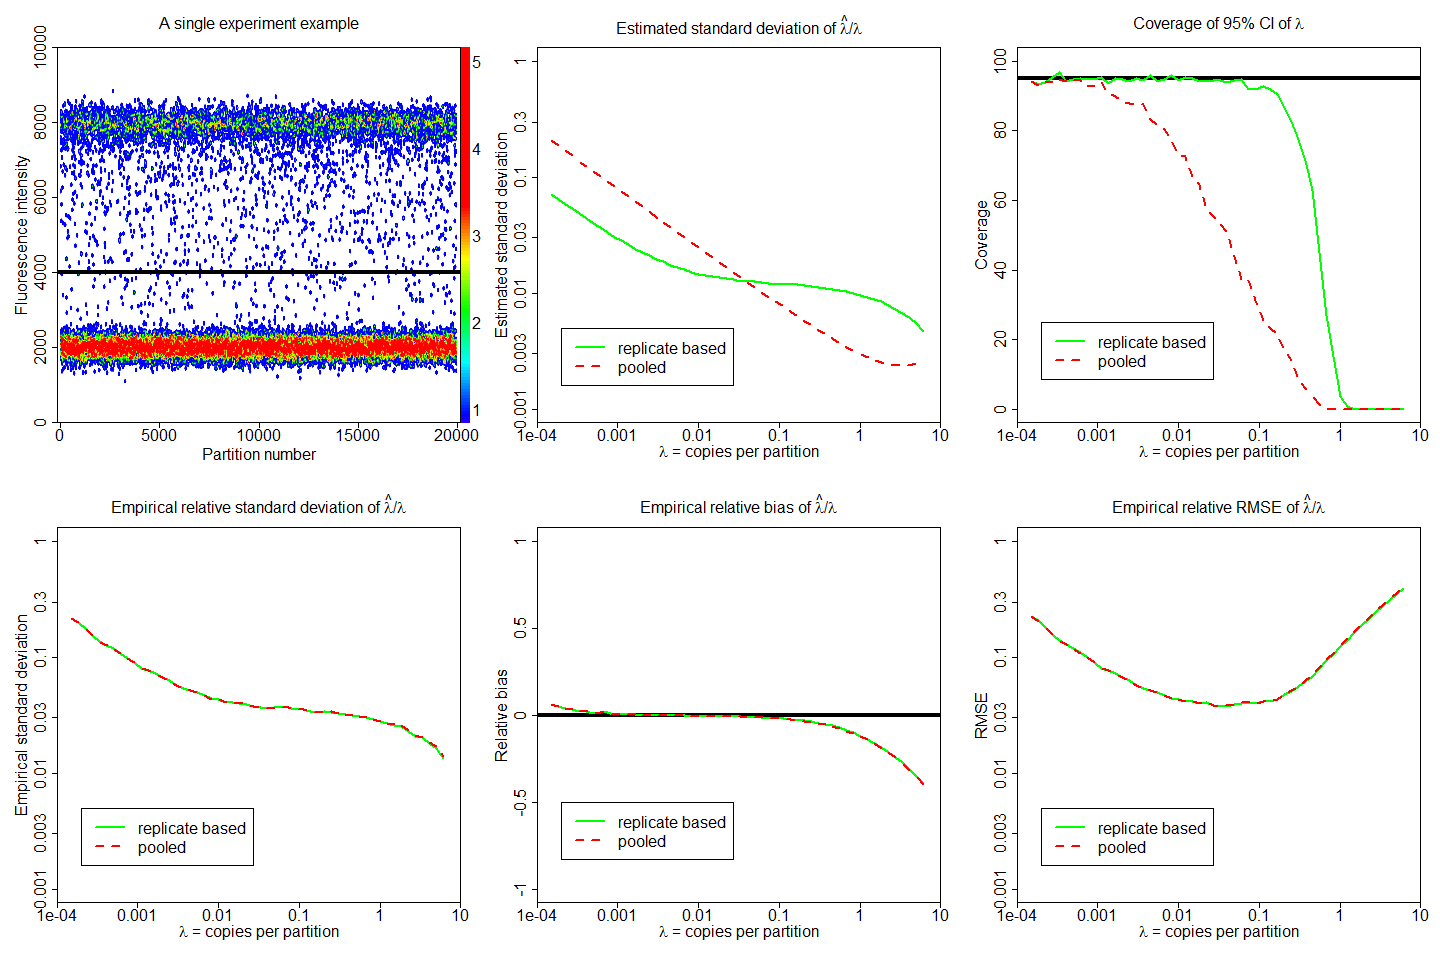 A single experiment example
Fluorescence intensity
0
2000
4000
6000
8000
10000
0
5000
10000
15000
20000
Partition number
5
4
3
2
1
Estimated standard deviation of λ̂/λ
Estimated standard deviation
0.001
0.003
0.01
0.03
0.1
0.3
1
replicate based
pooled
1e-04
0.001
0.01
0.1
1
10
λ = copies per partition
Coverage of 95% CI of λ
Coverage
0
20
40
60
80
100
replicate based
pooled
1e-04
0.001
0.01
0.1
1
10
λ = copies per partition
Empirical relative standard deviation of λ̂/λ
Empirical standard deviation
0.001
0.003
0.01
0.03
0.1
0.3
1
replicate based
pooled
1e-04
0.001
0.01
0.1
1
10
λ = copies per partition
Empirical relative bias of λ̂/λ
Relative bias
-1
-0.5
0
0.5
1
replicate based
pooled
1e-04
0.001
0.01
0.1
1
10
λ = copies per partition
Empirical relative RMSE of λ̂/λ
RMSE
0.001
0.003
0.01
0.03
0.1
0.3
1
replicate based
pooled
1e-04
0.001
0.01
0.1
1
10
λ = copies per partition